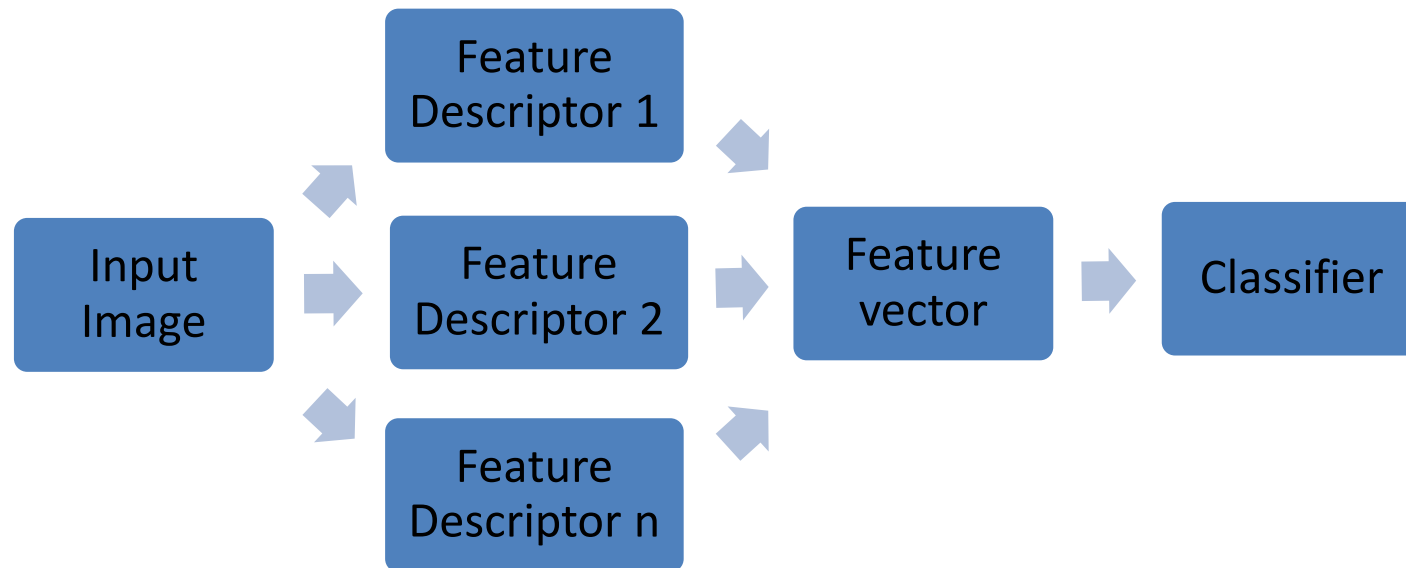 Feature
Descriptor 1
Input
Image
Feature
Descriptor 2
Feature
Descriptor n
Feature
vector
Classifier